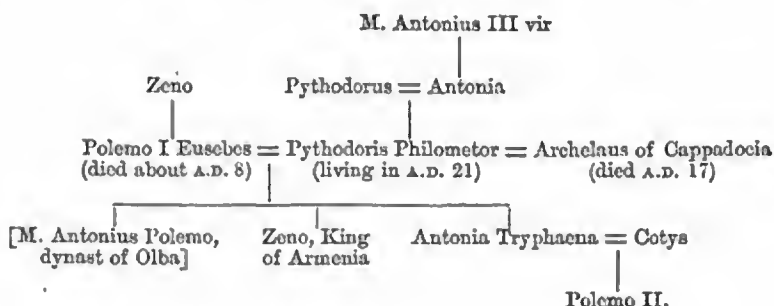 M. Antonius III vir
Zeno Pythodorus = Antonia
Polemo I Eusebes = Pythodoris Philometor = Archelaus of Cappadocia
(died about A.D. 8) (living in A.D. 21) (died A.D. 17)
[M. Antonius Polemo, Zeno, King Antonia Tryphaena = Cotys
dynast of Olba] of Armenia
Polemo II.